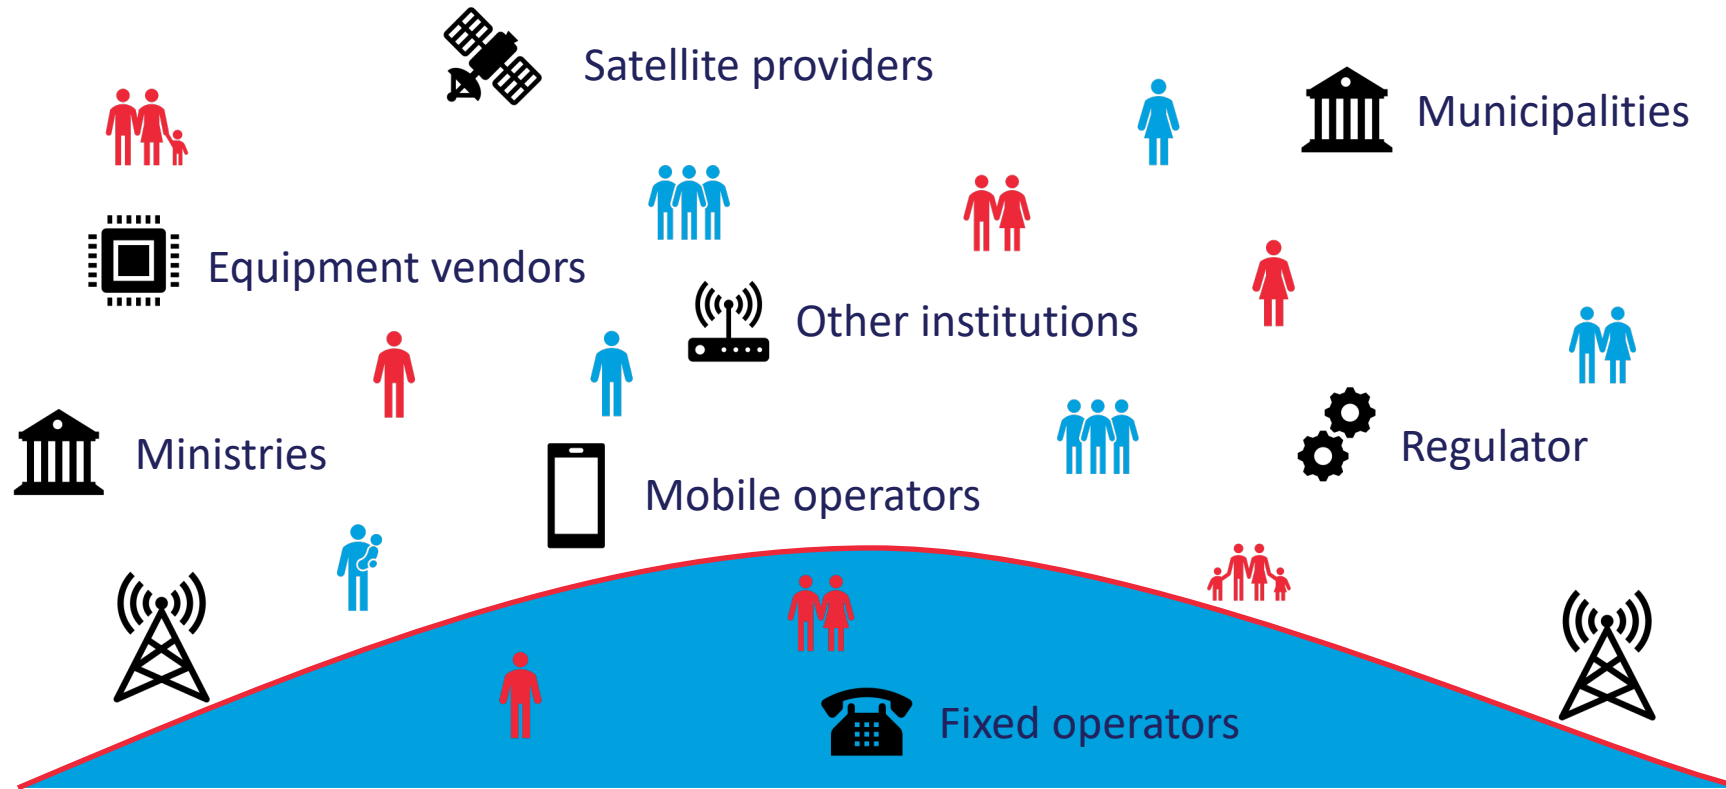 Satellite providers
Municipalities
Equipment vendors
Other institutions
Ministries
Regulator
Mobile operators
Fixed operators